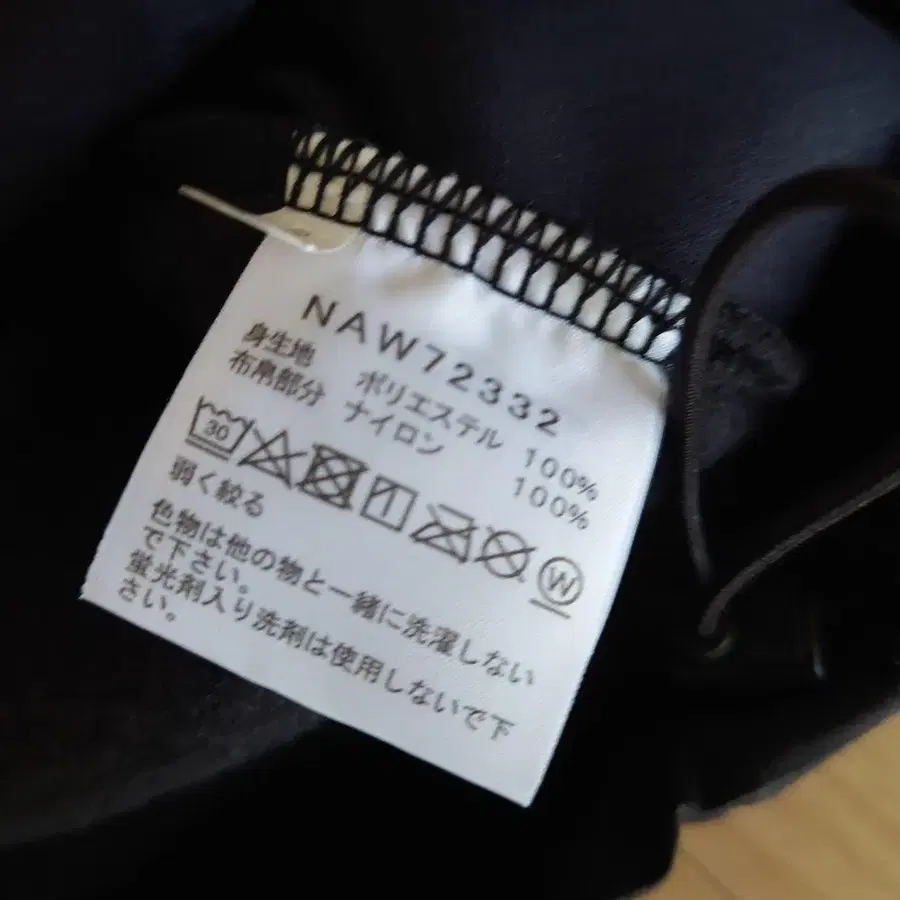 NAW72332
身生地 ポリエステル 100%
布帛部分 ナイロン 100%
30 W
弱く絞る
色物は他の物と一緒に洗濯しない
で下さい。
蛍光剤入り洗剤は使用しないで下
さい。